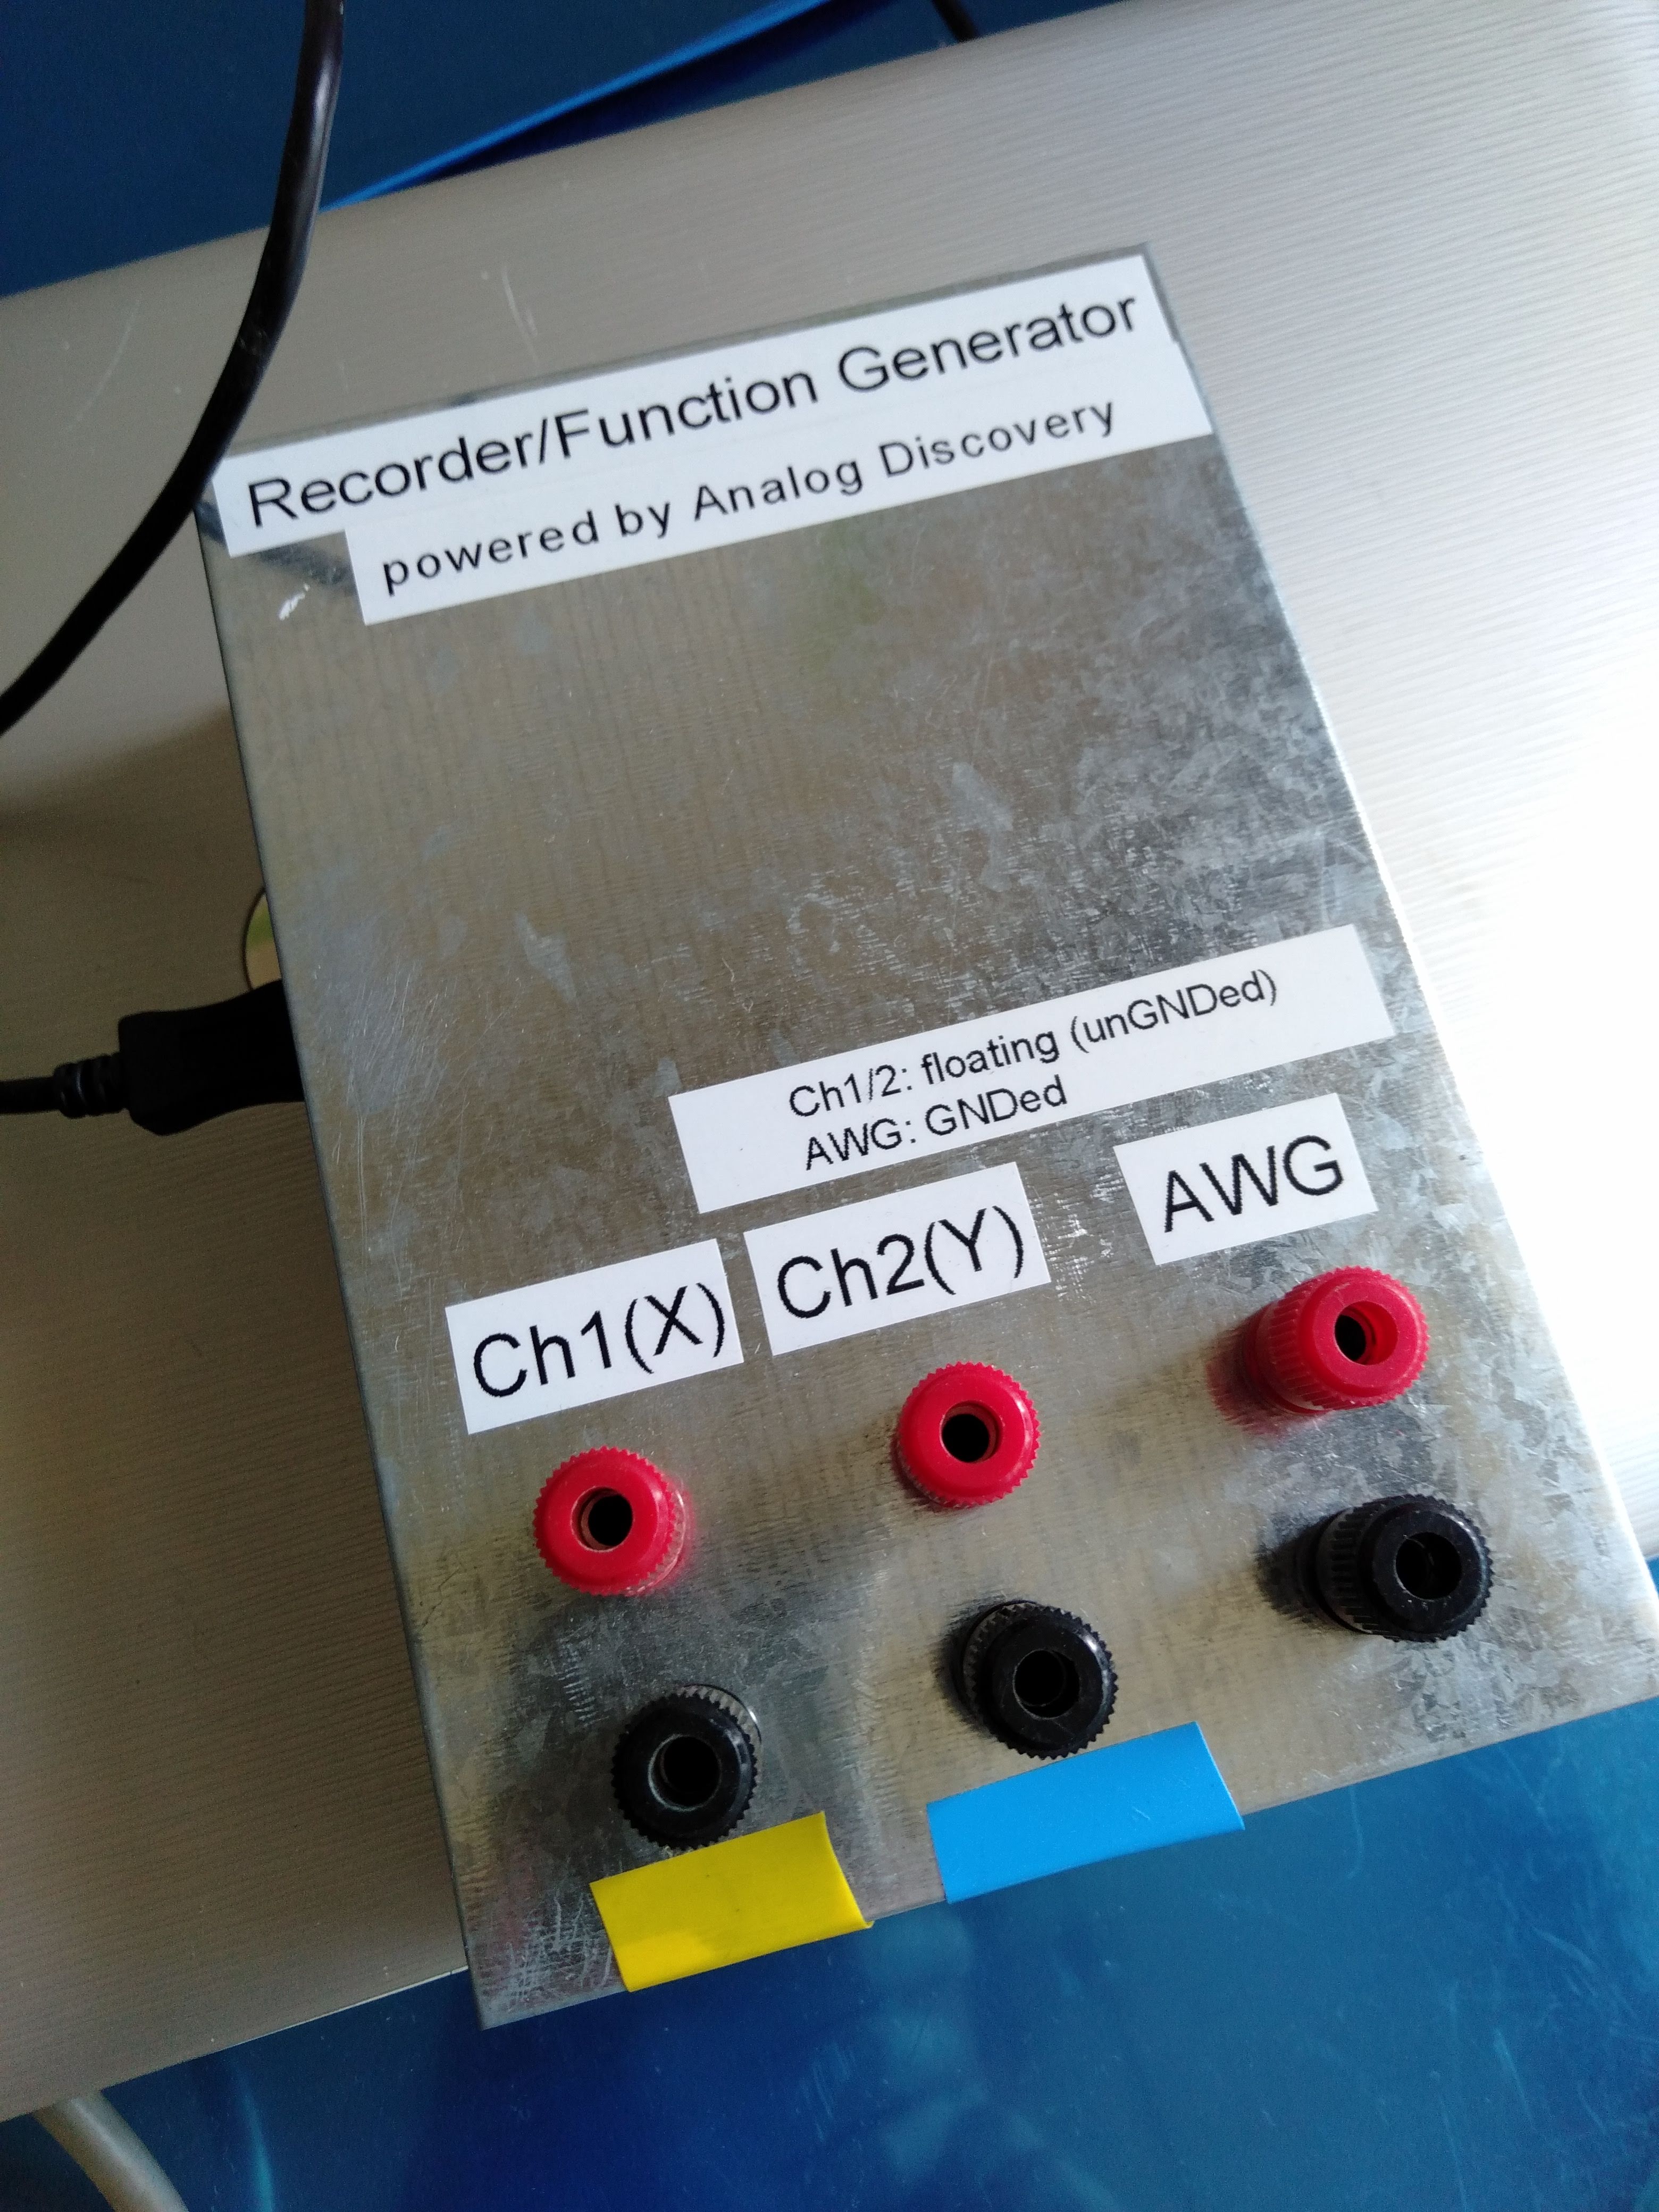 Recorder/Function Generator
powered by Analog Discovery
Ch1/2: floating (unGNDed)
AWG: GNDed
Ch1(X)
Ch2(Y)
AWG